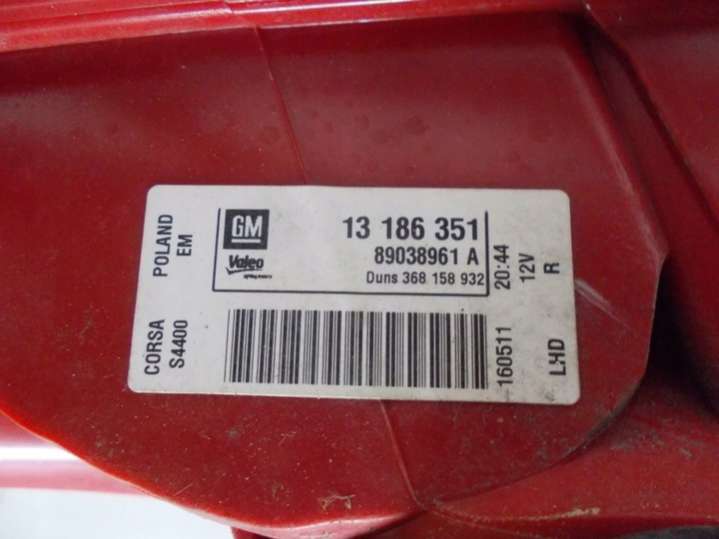 CORSA POLAND
S4400 EM
GM
Valeo
13 186 351
89038961 A
Duns 368 158 932
160511 20:44
12V
LHD R